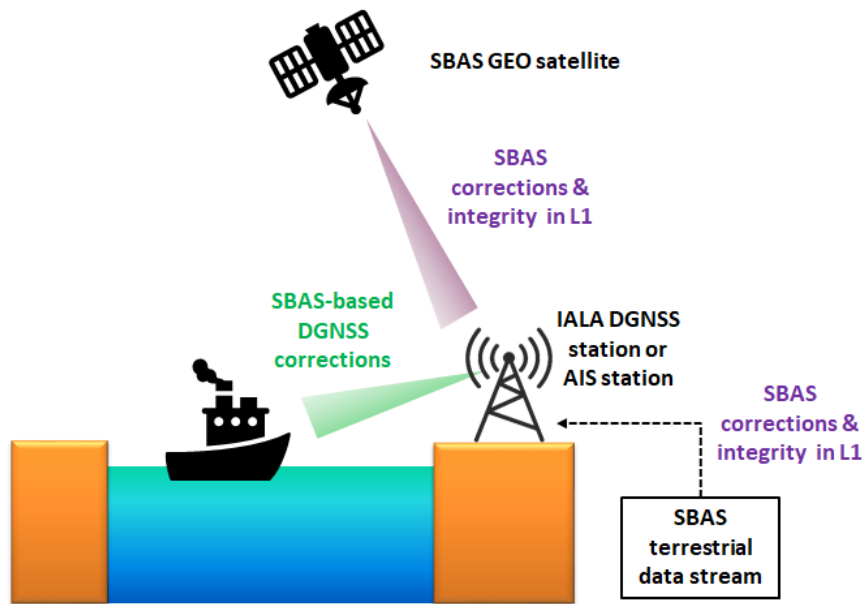 SBAS GEO satellite
SBAS
corrections &
integrity in L1
SBAS-based
DGNSS
corrections
IALA DGNSS
station or
AIS station
SBAS
corrections &
integrity in L1
SBAS
terrestrial
data stream